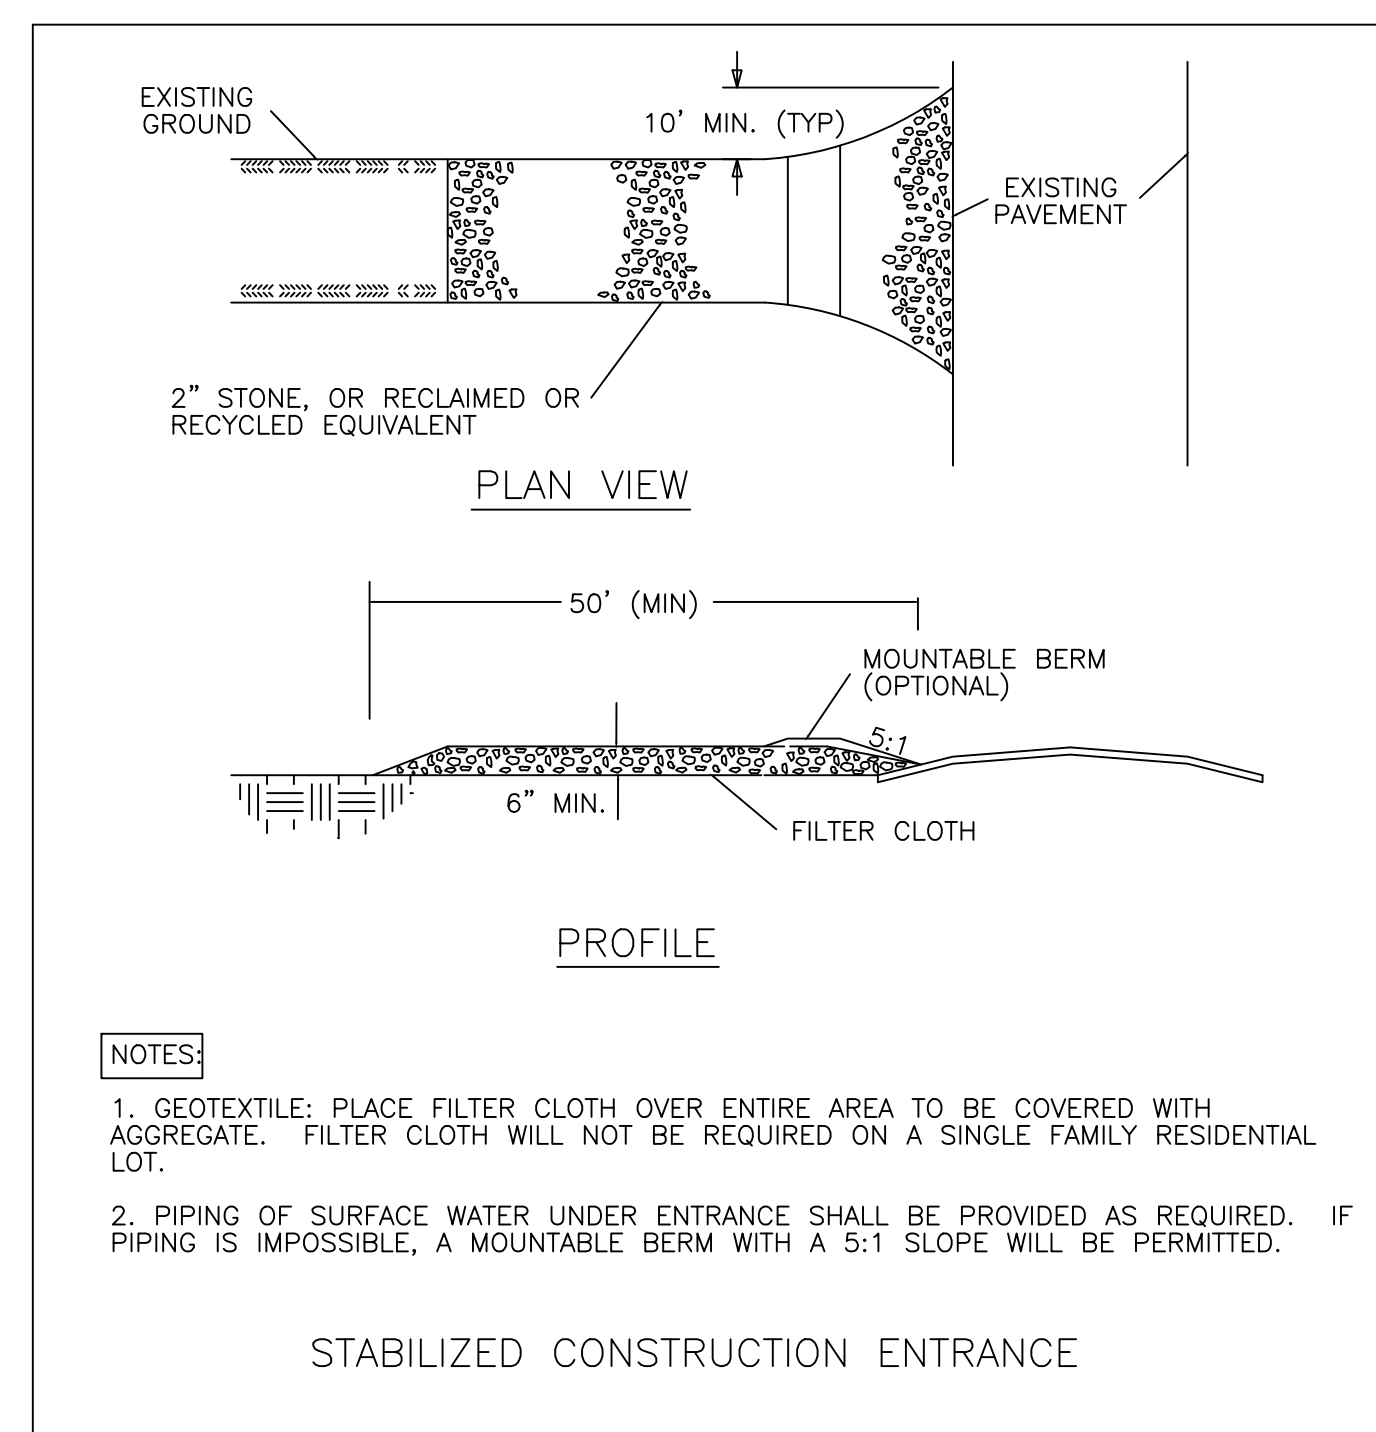 EXISTING
GROUND
10' MIN. (TYP)
EXISTING
PAVEMENT
2" STONE, OR RECLAIMED OR
RECYCLED EQUIVALENT
PLAN VIEW
50' (MIN)
MOUNTABLE BERM
(OPTIONAL)
5:1
6" MIN.
FILTER CLOTH
PROFILE
NOTES:
1. GEOTEXTILE: PLACE FILTER CLOTH OVER ENTIRE AREA TO BE COVERED WITH
AGGREGATE. FILTER CLOTH WILL NOT BE REQUIRED ON A SINGLE FAMILY RESIDENTIAL
LOT.
2. PIPING OF SURFACE WATER UNDER ENTRANCE SHALL BE PROVIDED AS REQUIRED. IF
PIPING IS IMPOSSIBLE, A MOUNTABLE BERM WITH A 5:1 SLOPE WILL BE PERMITTED.
STABILIZED CONSTRUCTION ENTRANCE